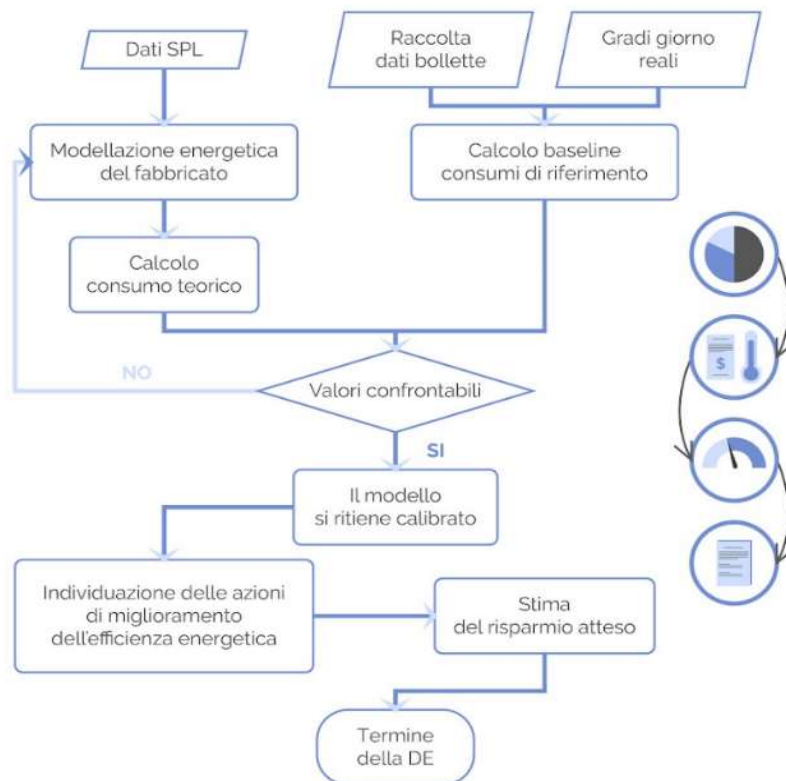 Dati SPL
Raccolta
dati bollette
Gradi giorno
reali
Modellazione energetica
del fabbricato
Calcolo baseline
consumi di riferimento
Calcolo
consumo teorico
$
NO
Valori confrontabili
SI
Il modello
si ritiene calibrato
Individuazione delle azioni
di miglioramento
dell'efficienza energetica
Stima
del risparmio atteso
Termine
della DE